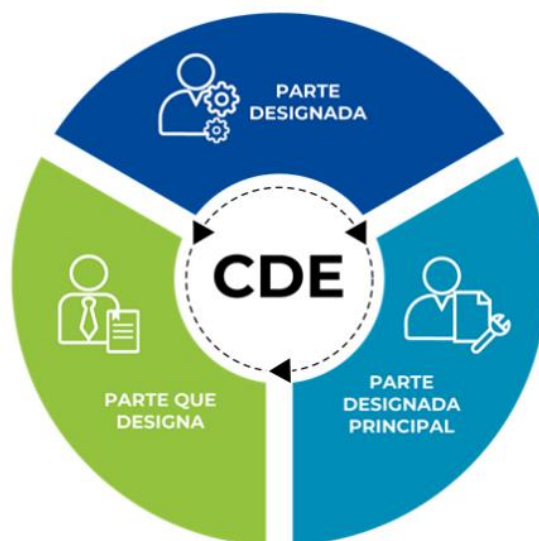 PARTE
DESIGNADA
CDE
PARTE QUE
DESIGNA
PARTE
DESIGNADA
PRINCIPAL